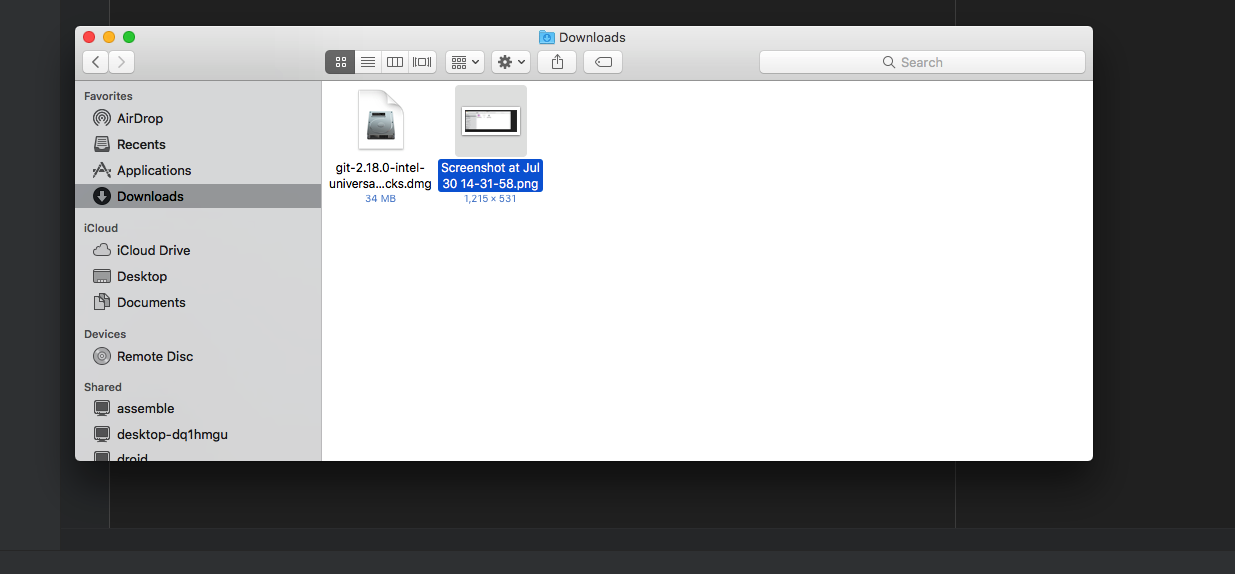 Downloads
Search
Favorites
AirDrop
Recents
Applications
Downloads
iCloud
iCloud Drive
Desktop
Documents
Devices
Remote Disc
Shared
assemble
desktop-dq1hmgu
droid
git-2.18.0-intel-
universa...cks.dmg
34 MB
Screenshot at Jul
30 14-31-58.png
1,215 × 531